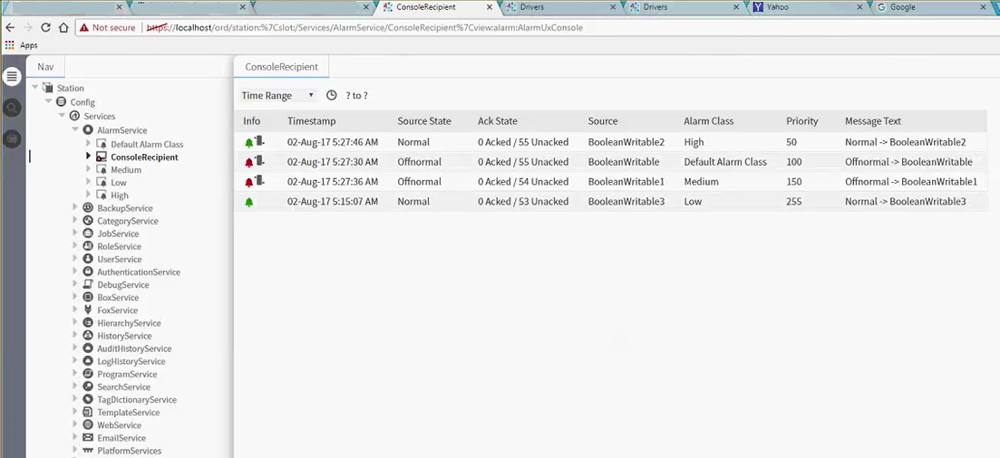 ConsoleRecipient
Drivers
Drivers
Yahoo
Google
Not secure https://localhost/ord/station:%7Cslot:/Services/AlarmService/ConsoleRecipient%7Cview:alarm:AlarmUxConsole
Apps
Nav
Station
Config
Services
AlarmService
Default Alarm Class
ConsoleRecipient
Medium
Low
High
BackupService
CategoryService
JobService
RoleService
UserService
AuthenticationService
DebugService
BoxService
FoxService
HierarchyService
HistoryService
AuditHistoryService
LogHistoryService
ProgramService
SearchService
TagDictionaryService
TemplateService
WebService
EmailService
PlatformServices
ConsoleRecipient
Time Range ? to ?
Info Timestamp Source State Ack State Source Alarm Class Priority Message Text
02-Aug-17 5:27:46 AM Normal 0 Acked / 55 Unacked BooleanWritable2 High 50 Normal -> BooleanWritable2
02-Aug-17 5:27:30 AM Offnormal 0 Acked / 55 Unacked BooleanWritable Default Alarm Class 100 Offnormal -> BooleanWritable
02-Aug-17 5:27:36 AM Offnormal 0 Acked / 54 Unacked BooleanWritable1 Medium 150 Offnormal -> BooleanWritable1
02-Aug-17 5:15:07 AM Normal 0 Acked / 53 Unacked BooleanWritable3 Low 255 Normal -> BooleanWritable3